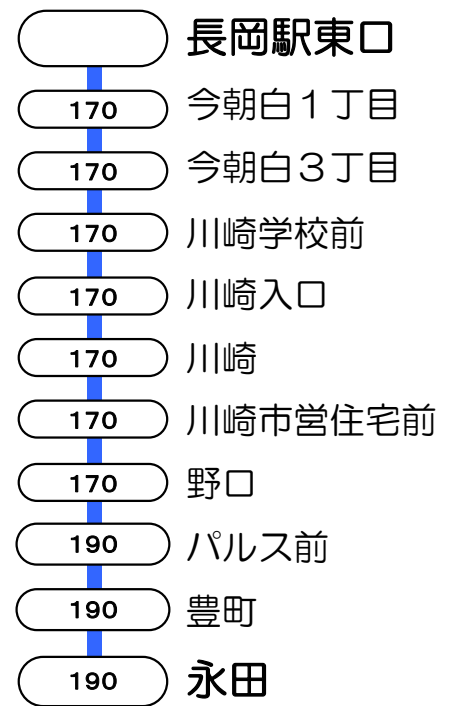 長岡駅東口
170 今朝白1丁目
170 今朝白3丁目
170 川崎学校前
170 川崎入口
170 川崎
170 川崎市営住宅前
170 野口
190 パルス前
190 豊町
190 永田